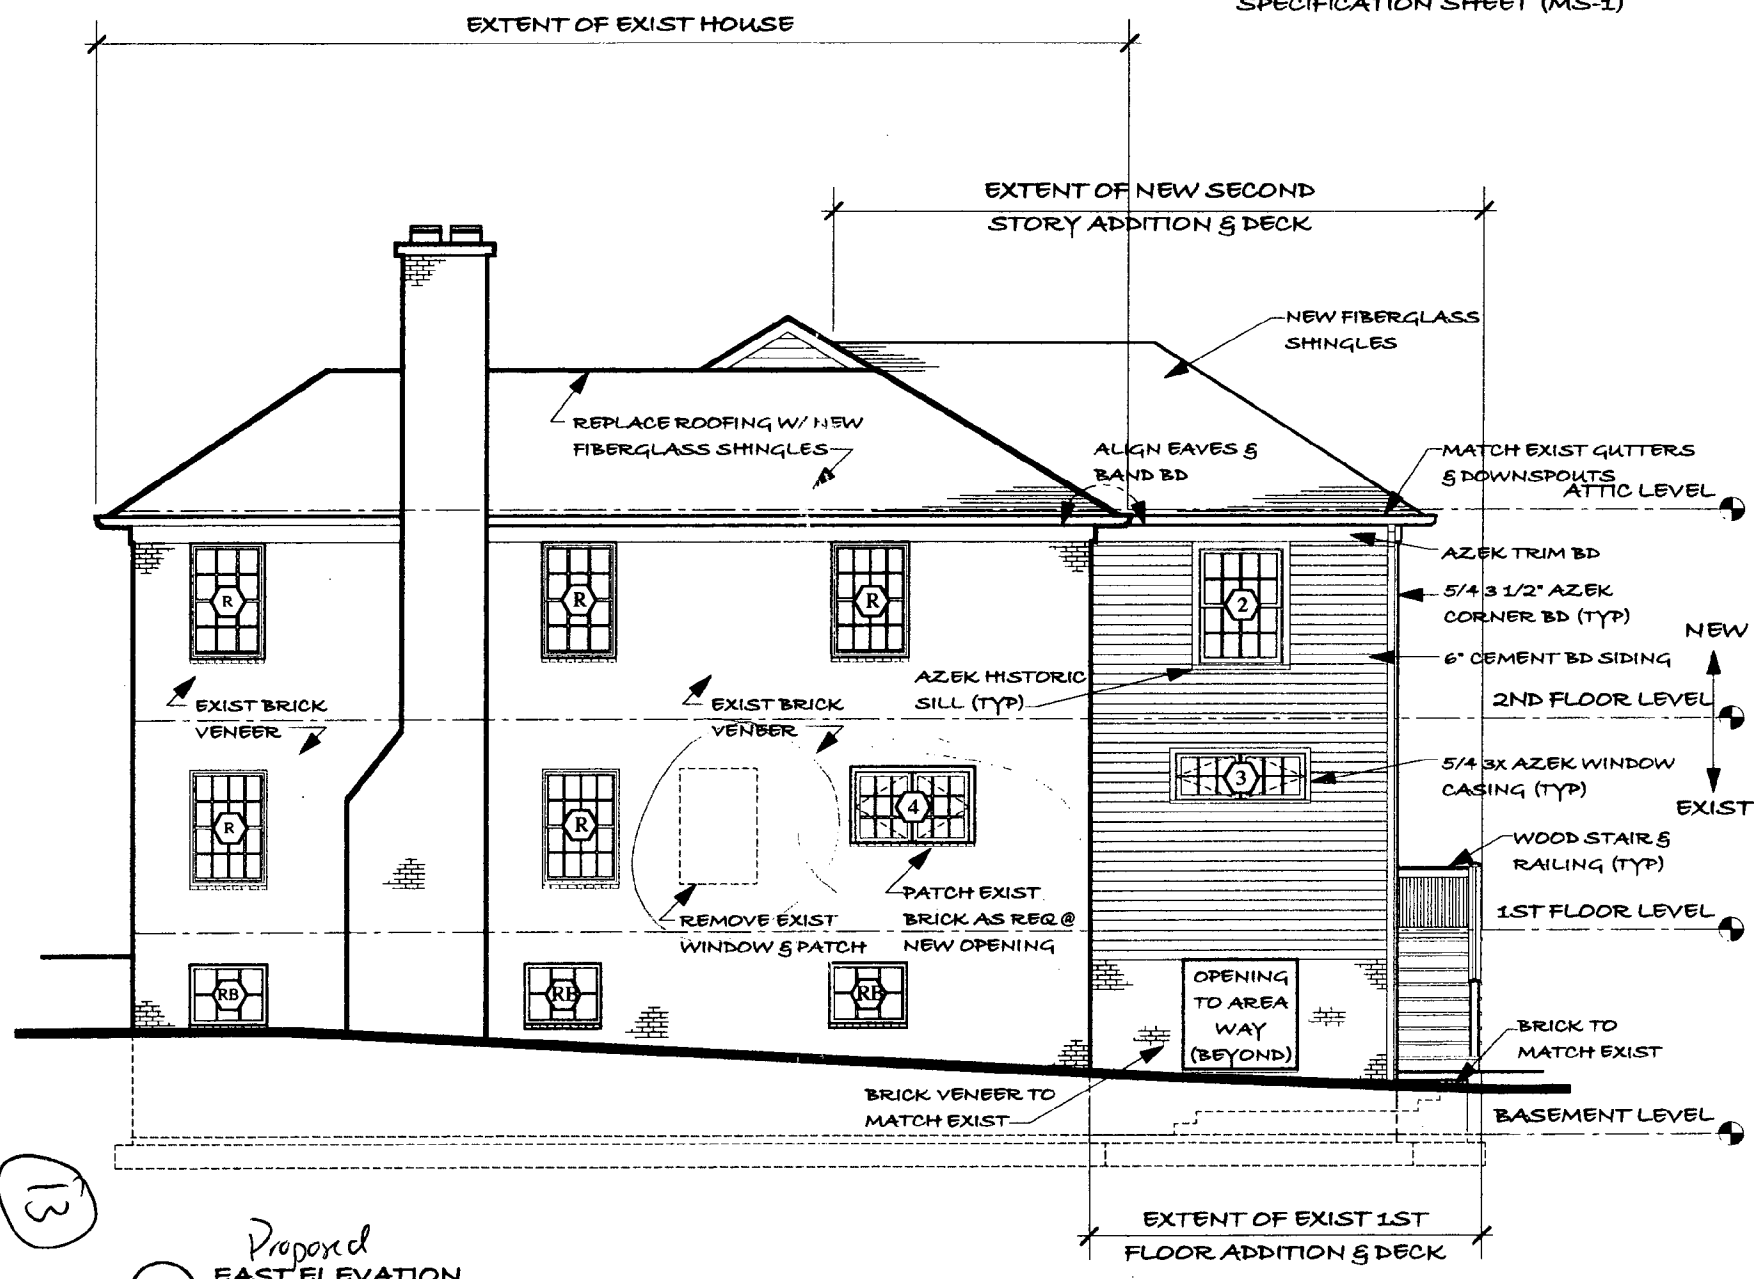 SPECIFICATION SHEET (MS-1)
EXTENT OF EXIST HOUSE
EXTENT OF NEW SECOND
STORY ADDITION & DECK
NEW FIBERGLASS
SHINGLES
REPLACE ROOFING W/ NEW
FIBERGLASS SHINGLES
ALIGN EAVES &
BAND BD
MATCH EXIST GUTTERS
& DOWNSPOUTS
ATTIC LEVEL
AZEK TRIM BD
5/4 3 1/2" AZEK
CORNER BD (TYP)
NEW
6" CEMENT BD SIDING
R
R
R
2
AZEK HISTORIC
SILL (TYP)
EXIST BRICK
VENEER
EXIST BRICK
VENEER
2ND FLOOR LEVEL
5/4 3X AZEK WINDOW
CASING (TYP)
EXIST
R
R
4
3
WOOD STAIR &
RAILING (TYP)
REMOVE EXIST
WINDOW & PATCH
PATCH EXIST
BRICK AS REQ @
NEW OPENING
1ST FLOOR LEVEL
RB
RB
RB
OPENING
TO AREA
WAY
(BEYOND)
BRICK TO
MATCH EXIST
BRICK VENEER TO
MATCH EXIST
BASEMENT LEVEL
13
EXTENT OF EXIST 1ST
FLOOR ADDITION & DECK
Proposed
EAST ELEVATION